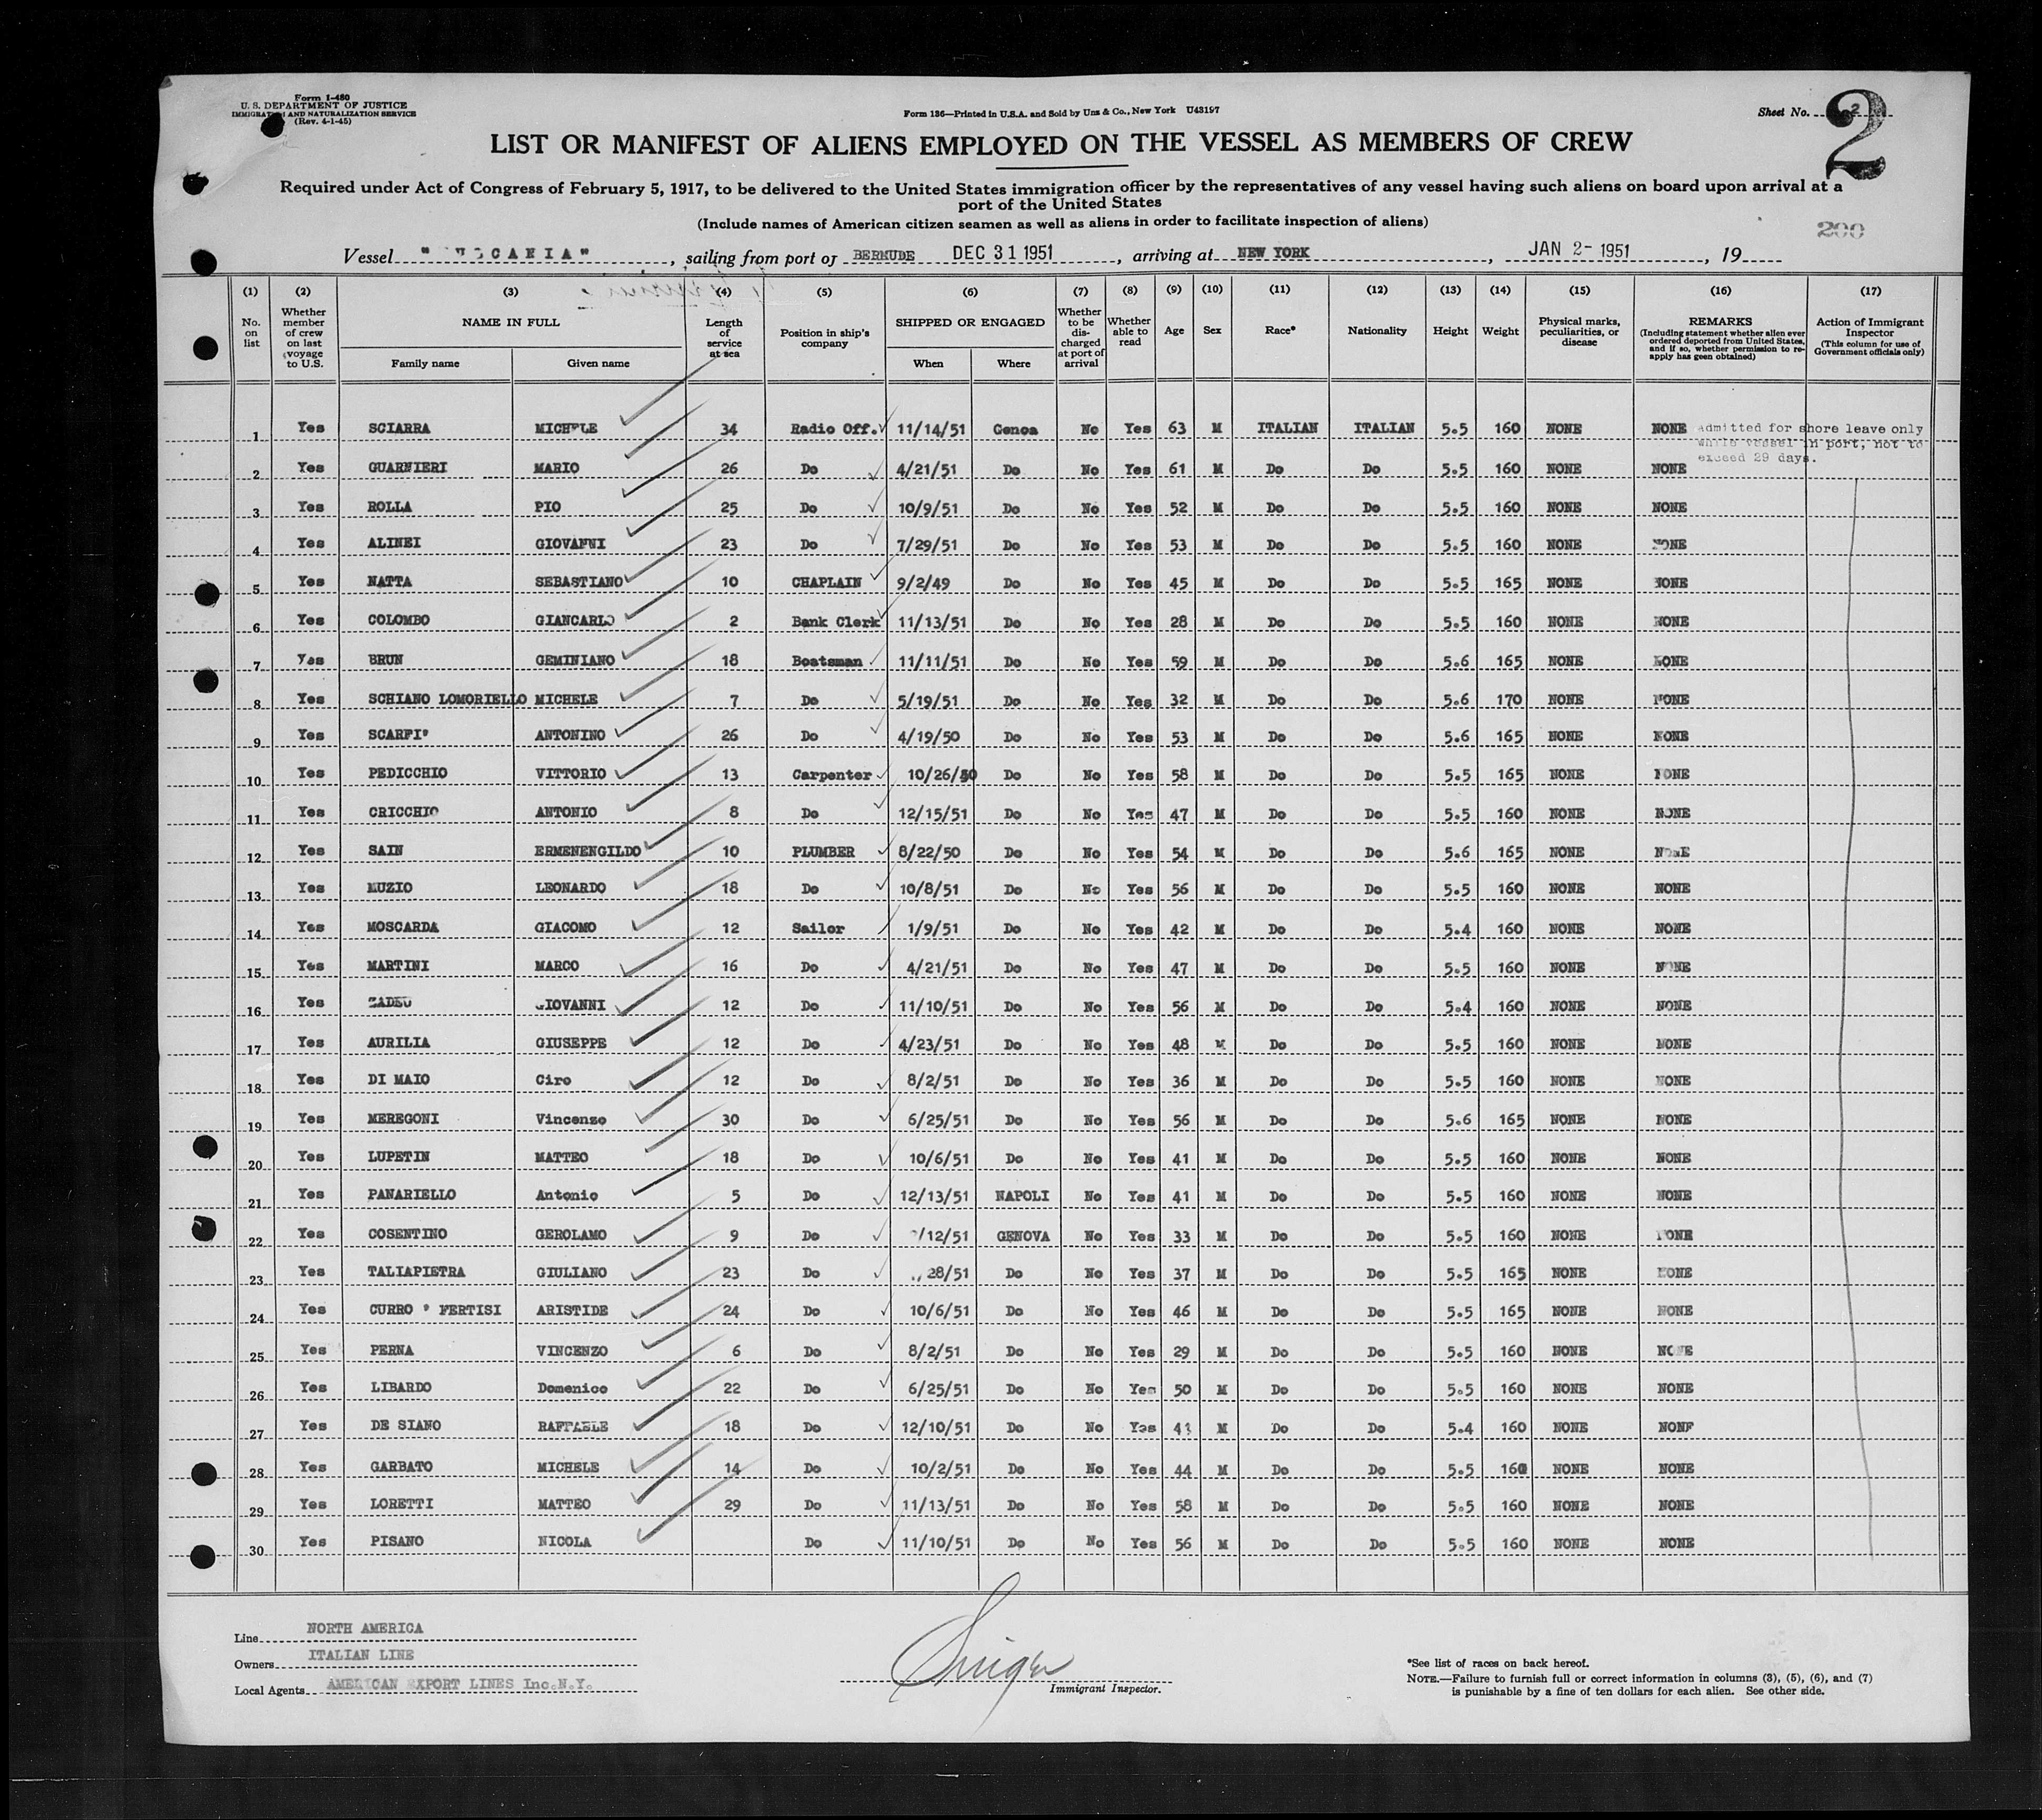 Form I-480
U. S. DEPARTMENT OF JUSTICE
IMMIGRATION AND NATURALIZATION SERVICE
(Rev. 4-1-45)
Form 136—Printed in U.S.A. and Sold by Unz & Co., New York U43197
Sheet No. 2
2
LIST OR MANIFEST OF ALIENS EMPLOYED ON THE VESSEL AS MEMBERS OF CREW
Required under Act of Congress of February 5, 1917, to be delivered to the United States immigration officer by the representatives of any vessel having such aliens on board upon arrival at a
port of the United States
(Include names of American citizen seamen as well as aliens in order to facilitate inspection of aliens)
200
Vessel " VULCANIA ", sailing from port of BERMUDE DEC 31 1951, arriving at NEW YORK, JAN 2- 1951, 19
(1) (2) (3) (4) (5) (6) (7) (8) (9) (10) (11) (12) (13) (14) (15) (16) (17)
No. on list
Whether member of crew on last voyage to U.S.
NAME IN FULL
Family name Given name
Length of service at sea
Position in ship's company
SHIPPED OR ENGAGED
When Where
Whether to be discharged at port of arrival
Whether able to read
Age Sex Race* Nationality Height Weight
Physical marks, peculiarities, or disease
REMARKS
(Including statement whether alien ever ordered deported from United States, and if so, whether permission to reapply has geen obtained)
Action of Immigrant Inspector
(This column for use of Government officials only)
1 Yes SCIARRA MICHELE 34 Radio Off. 11/14/51 Genoa No Yes 63 M ITALIAN ITALIAN 5.5 160 NONE NONE admitted for shore leave only
while vessel in port, not to
exceed 29 days.
2 Yes GUARNIERI MARIO 26 Do 4/21/51 Do No Yes 61 M Do Do 5.5 160 NONE NONE
3 Yes ROLLA PIO 25 Do 10/9/51 Do No Yes 52 M Do Do 5.5 160 NONE NONE
4 Yes ALINEI GIOVANNI 23 Do 7/29/51 Do No Yes 53 M Do Do 5.5 160 NONE NONE
5 Yes NATTA SEBASTIANO 10 CHAPLAIN 9/2/49 Do No Yes 45 M Do Do 5.5 165 NONE NONE
6 Yes COLOMBO GIANCARLO 2 Bank Clerk 11/13/51 Do No Yes 28 M Do Do 5.5 160 NONE NONE
7 Yes BRUN GEMINIANO 18 Boatsman 11/11/51 Do No Yes 59 M Do Do 5.6 165 NONE NONE
8 Yes SCHIANO LOMORIELLO MICHELE 7 Do 5/19/51 Do No Yes 32 M Do Do 5.6 170 NONE NONE
9 Yes SCARFI' ANTONINO 26 Do 4/19/50 Do No Yes 53 M Do Do 5.6 165 NONE NONE
10 Yes PEDICCHIO VITTORIO 13 Carpenter 10/26/50 Do No Yes 58 M Do Do 5.5 165 NONE NONE
11 Yes CRICCHIO ANTONIO 8 Do 12/15/51 Do No Yes 47 M Do Do 5.5 160 NONE NONE
12 Yes SAIN ERMENENGILDO 10 PLUMBER 8/22/50 Do No Yes 54 M Do Do 5.6 165 NONE NONE
13 Yes MUZIO LEONARDO 18 Do 10/8/51 Do No Yes 56 M Do Do 5.5 160 NONE NONE
14 Yes MOSCARDA GIACOMO 12 Sailor 1/9/51 Do No Yes 42 M Do Do 5.4 160 NONE NONE
15 Yes MARTINI MARCO 16 Do 4/21/51 Do No Yes 47 M Do Do 5.5 160 NONE NONE
16 Yes GIOVANNI 12 Do 11/10/51 Do No Yes 56 M Do Do 5.4 160 NONE NONE
17 Yes AURILIA GIUSEPPE 12 Do 4/23/51 Do No Yes 48 M Do Do 5.5 160 NONE NONE
18 Yes DI MAIO Ciro 12 Do 8/2/51 Do No Yes 36 M Do Do 5.5 160 NONE NONE
19 Yes MEREGONI Vincenzo 30 Do 6/25/51 Do No Yes 56 M Do Do 5.6 165 NONE NONE
20 Yes LUPETIN MATTEO 18 Do 10/6/51 Do No Yes 41 M Do Do 5.5 160 NONE NONE
21 Yes PANARIELLO Antonio 5 Do 12/13/51 NAPOLI No Yes 41 M Do Do 5.5 160 NONE NONE
22 Yes COSENTINO GEROLAMO 9 Do /12/51 GENOVA No Yes 33 M Do Do 5.5 160 NONE NONE
23 Yes TALIAPIETRA GIULIANO 23 Do 28/51 Do No Yes 37 M Do Do 5.5 165 NONE NONE
24 Yes CURRO ' FERTISI ARISTIDE 24 Do 10/6/51 Do No Yes 46 M Do Do 5.5 165 NONE NONE
25 Yes PERNA VINCENZO 6 Do 8/2/51 Do No Yes 29 M Do Do 5.5 160 NONE NONE
26 Yes LIBARDO Domenico 22 Do 6/25/51 Do No Yes 50 M Do Do 5.5 160 NONE NONE
27 Yes DE SIANO RAFFAELE 18 Do 12/10/51 Do No Yes M Do Do 5.4 160 NONE NONE
28 Yes GARBATO MICHELE 14 Do 10/2/51 Do No Yes 44 M Do Do 5.5 160 NONE NONE
29 Yes LORETTI MATTEO 29 Do 11/13/51 Do No Yes 58 M Do Do 5.5 160 NONE NONE
30 Yes PISANO NICOLA Do 11/10/51 Do No Yes 56 M Do Do 5.5 160 NONE NONE
Line NORTH AMERICA
Owners ITALIAN LINE
Local Agents AMERICAN EXPORT LINES Inc.N.Y.
Immigrant Inspector.
*See list of races on back hereof.
NOTE.—Failure to furnish full or correct information in columns (3), (5), (6), and (7)
is punishable by a fine of ten dollars for each alien. See other side.